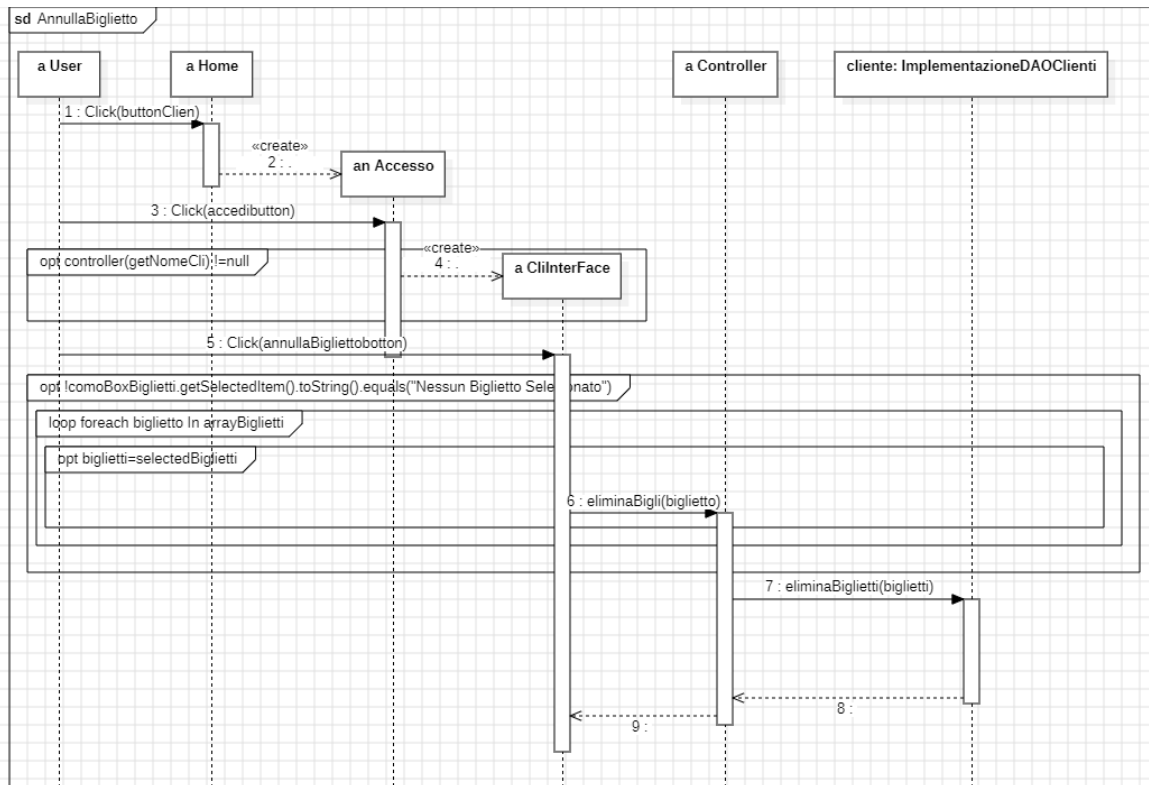 sd AnnullaBiglietto
a User
a Home
a Controller
cliente: ImplementazioneDAOClienti
1 : Click(buttonClien)
«create»
2 : .
an Accesso
3 : Click(accedibutton)
opt controller(getNomeCli) !=null
«create»
4 : .
a CliInterFace
5 : Click(annullaBigliettobotton)
opt !comoBoxBiglietti.getSelectedItem().toString().equals("Nessun Biglietto Selezionato")
loop foreach biglietto In arrayBiglietti
opt biglietti=selectedBiglietti
6 : eliminaBigli(biglietto)
7 : eliminaBiglietti(biglietti)
8 :
9 :